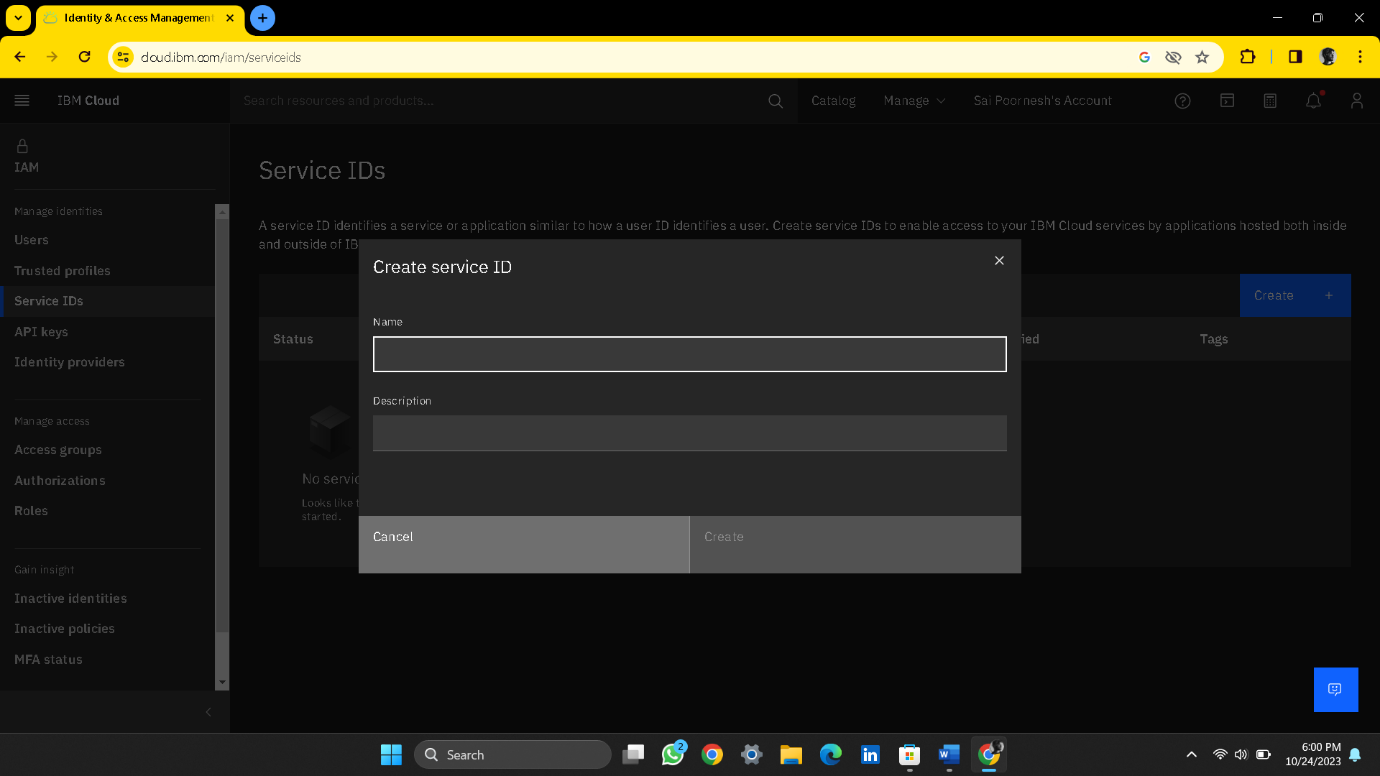 Identity & Access Management
cloud.ibm.com/iam/serviceids
IBM Cloud
Search resources and products...
Catalog
Manage
Sai Poornesh's Account
IAM
Manage identities
Users
Trusted profiles
Service IDs
API keys
Identity providers
Manage access
Access groups
Authorizations
Roles
Gain insight
Inactive identities
Inactive policies
MFA status
Service IDs
A service ID identifies a service or application similar to how a user ID identifies a user. Create service IDs to enable access to your IBM Cloud services by applications hosted both inside
and outside of IB
Create +
Status
ied
Tags
No servic
Looks like t
started.
Create service ID
Name
Description
Cancel
Create
Search
2
6:00 PM
10/24/2023